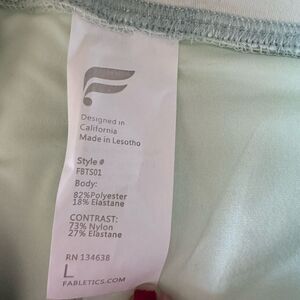 Designed in
California
Made in Lesotho
Style #
FBTS01
Body:
82%Polyester
18% Elastane
CONTRAST:
73% Nylon
27% Elastane
RN 134638
L
FABLETICS.COM